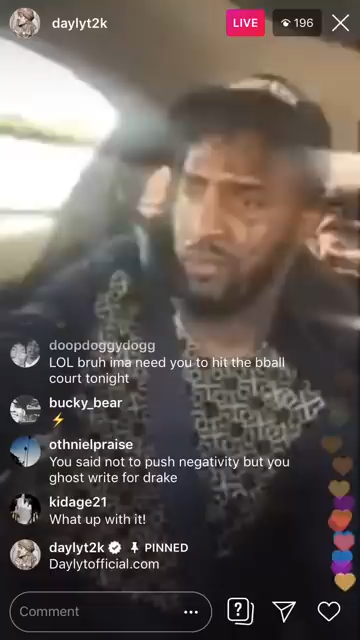 daylyt2k
LIVE
196
doopdoggydogg
LOL bruh ima need you to hit the bball
court tonight
bucky_bear
⚡
othnielpraise
You said not to push negativity but you
ghost write for drake
kidage21
What up with it!
daylyt2k PINNED
Daylytofficial.com
Comment